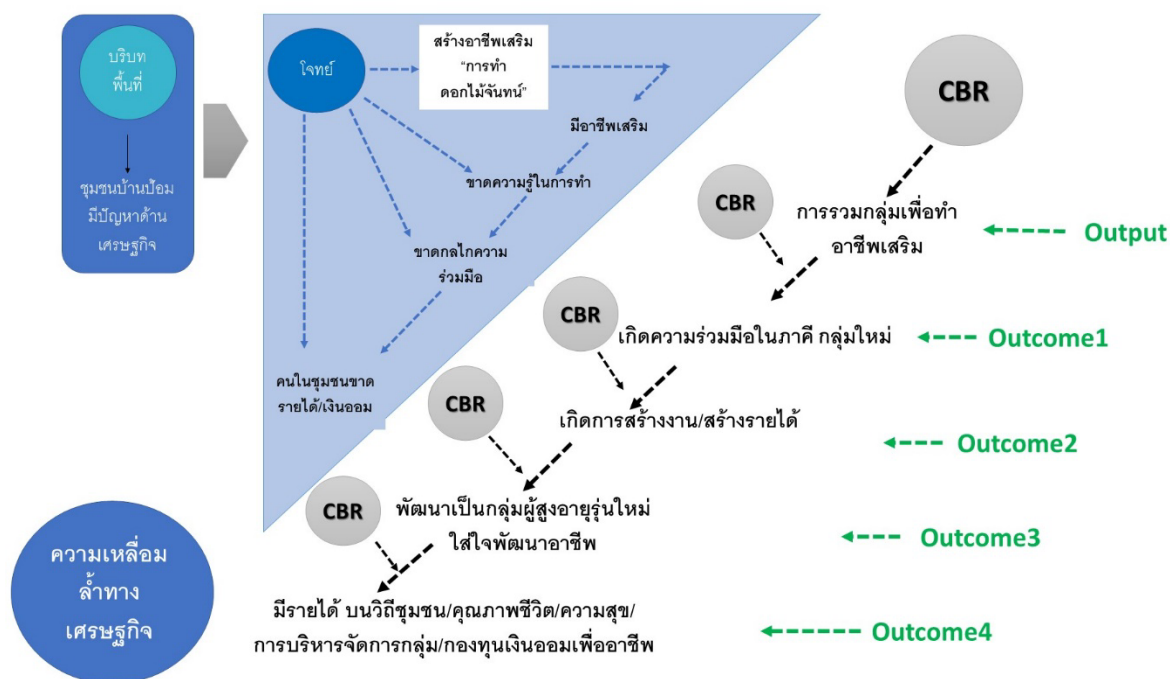 บริบท
พื้นที่
ชุมชนบ้านป้อม
มีปัญหาด้าน
เศรษฐกิจ
โจทย์
สร้างอาชีพเสริม
“การทำ
ดอกไม้จันทน์”
มีอาชีพเสริม
ขาดความรู้ในการทำ
ขาดกลไกความ
ร่วมมือ
คนในชุมชนขาด
รายได้/เงินออม
CBR
CBR
การรวมกลุ่มเพื่อทำ
อาชีพเสริม
Output
CBR
เกิดความร่วมมือในภาคี กลุ่มใหม่
Outcome1
CBR
เกิดการสร้างงาน/สร้างรายได้
Outcome2
CBR
พัฒนาเป็นกลุ่มผู้สูงอายุรุ่นใหม่
ใส่ใจพัฒนาอาชีพ
Outcome3
ความเหลื่อม
ล้ำทาง
เศรษฐกิจ
มีรายได้ บนวิถีชุมชน/คุณภาพชีวิต/ความสุข/
การบริหารจัดการกลุ่ม/กองทุนเงินออมเพื่ออาชีพ
Outcome4